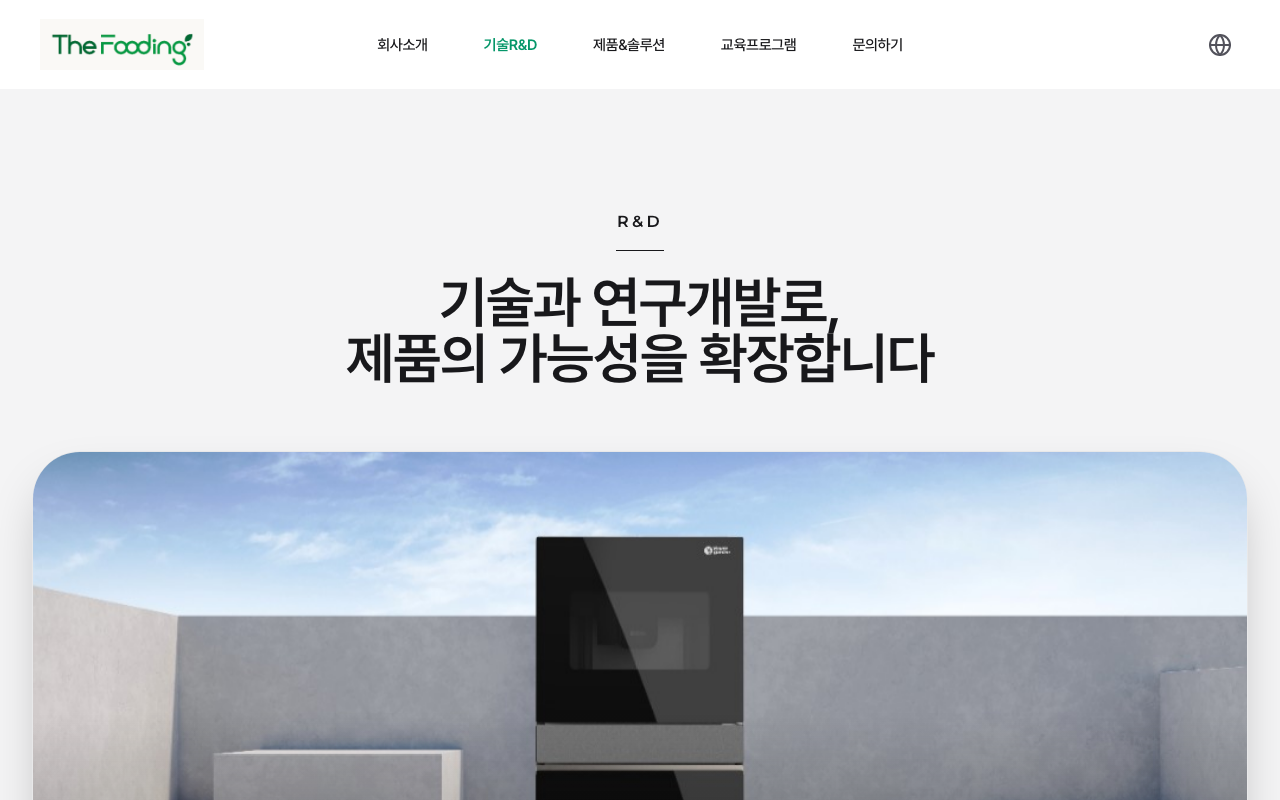 The Fooding
회사소개
기술R&D
제품&솔루션
교육프로그램
문의하기
R&D
기술과 연구개발로,
제품의 가능성을 확장합니다